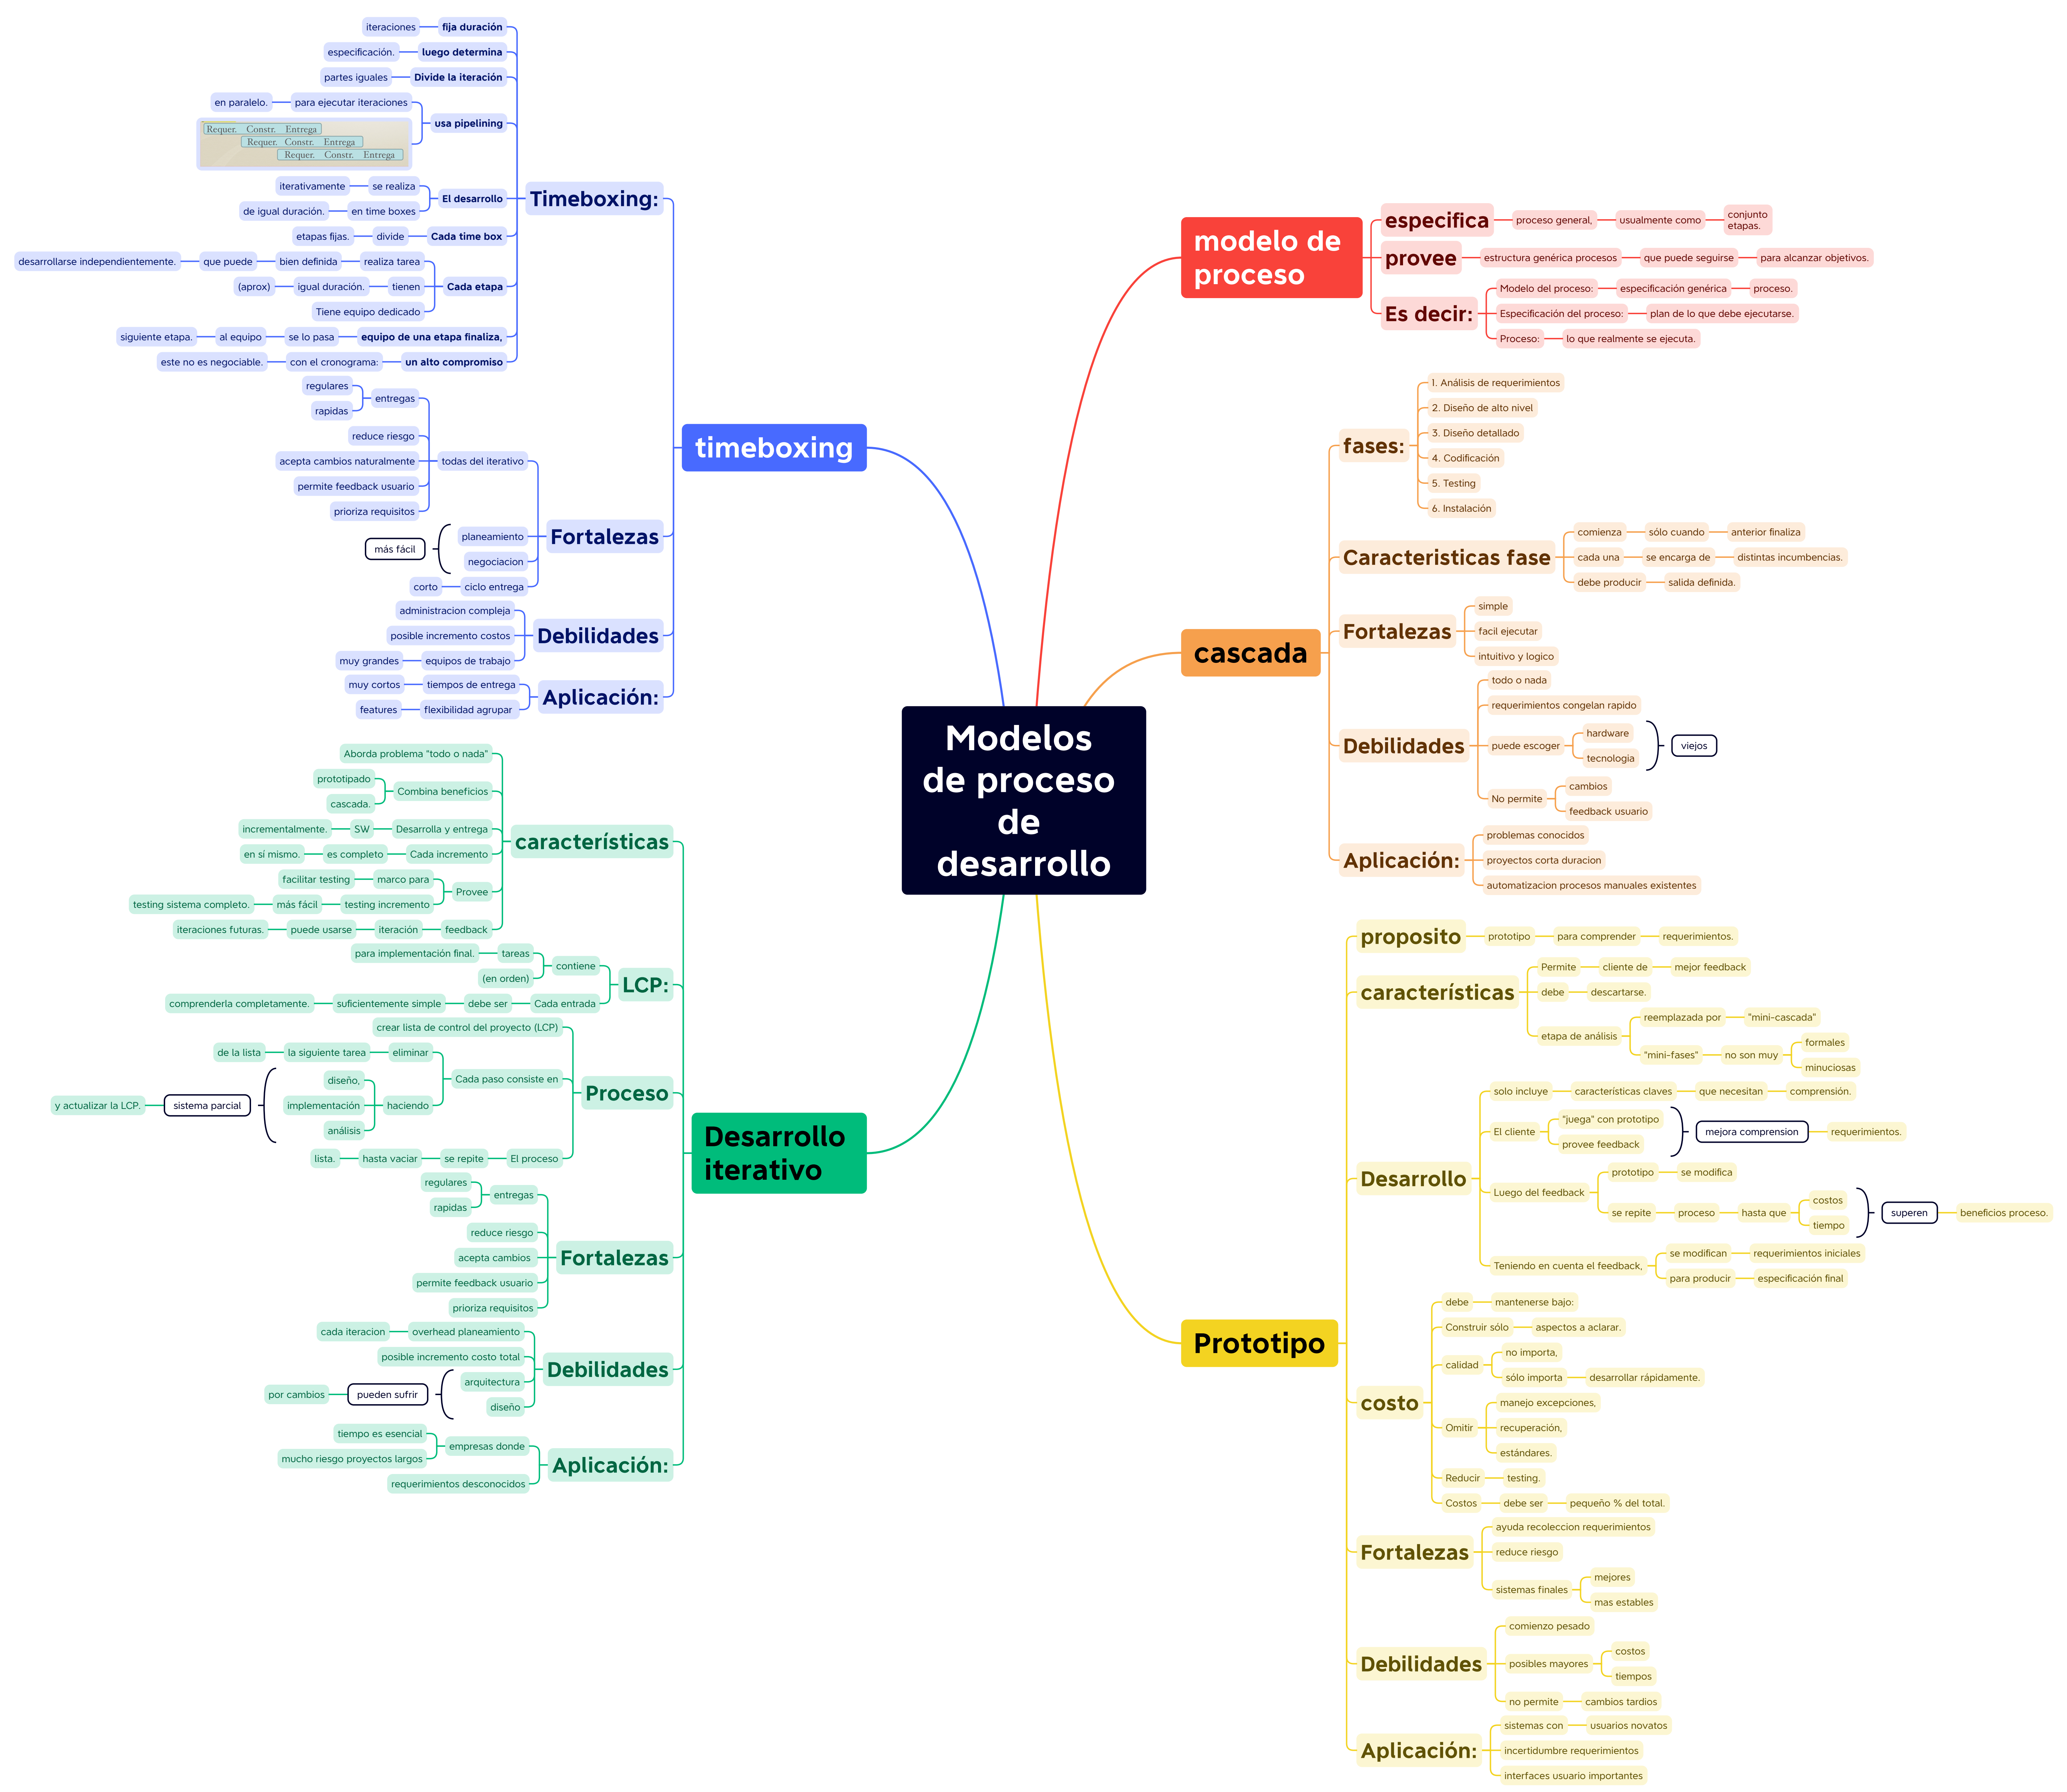 Modelos
de proceso
de
desarrollo
modelo de
proceso
especifica
proceso general,
usualmente como
conjunto
etapas.
provee
estructura genérica procesos
que puede seguirse
para alcanzar objetivos.
Es decir:
Modelo del proceso:
especificación genérica
proceso.
Especificación del proceso:
plan de lo que debe ejecutarse.
Proceso:
lo que realmente se ejecuta.
cascada
fases:
1. Análisis de requerimientos
2. Diseño de alto nivel
3. Diseño detallado
4. Codificación
5. Testing
6. Instalación
Caracteristicas fase
comienza
sólo cuando
anterior finaliza
cada una
se encarga de
distintas incumbencias.
debe producir
salida definida.
Fortalezas
simple
facil ejecutar
intuitivo y logico
Debilidades
todo o nada
requerimientos congelan rapido
puede escoger
hardware
tecnologia
viejos
No permite
cambios
feedback usuario
Aplicación:
problemas conocidos
proyectos corta duracion
automatizacion procesos manuales existentes
Prototipo
proposito
prototipo
para comprender
requerimientos.
características
Permite
cliente de
mejor feedback
debe
descartarse.
etapa de análisis
reemplazada por
"mini-cascada"
"mini-fases"
no son muy
formales
minuciosas
Desarrollo
solo incluye
características claves
que necesitan
comprensión.
El cliente
"juega" con prototipo
provee feedback
mejora comprension
requerimientos.
Luego del feedback
prototipo
se modifica
se repite
proceso
hasta que
costos
tiempo
superen
beneficios proceso.
Teniendo en cuenta el feedback,
se modifican
requerimientos iniciales
para producir
especificación final
costo
debe
mantenerse bajo:
Construir sólo
aspectos a aclarar.
calidad
no importa,
sólo importa
desarrollar rápidamente.
Omitir
manejo excepciones,
recuperación,
estándares.
Reducir
testing.
Costos
debe ser
pequeño % del total.
Fortalezas
ayuda recoleccion requerimientos
reduce riesgo
sistemas finales
mejores
mas estables
Debilidades
comienzo pesado
posibles mayores
costos
tiempos
no permite
cambios tardios
Aplicación:
sistemas con
usuarios novatos
incertidumbre requerimientos
interfaces usuario importantes
timeboxing
Timeboxing:
fija duración
iteraciones
luego determina
especificación.
Divide la iteración
partes iguales
usa pipelining
para ejecutar iteraciones
en paralelo.
Requer. Constr. Entrega
Requer. Constr. Entrega
Requer. Constr. Entrega
El desarrollo
se realiza
iterativamente
en time boxes
de igual duración.
Cada time box
divide
etapas fijas.
Cada etapa
realiza tarea
bien definida
que puede
desarrollarse independientemente.
tienen
igual duración.
(aprox)
Tiene equipo dedicado
equipo de una etapa finaliza,
se lo pasa
al equipo
siguiente etapa.
un alto compromiso
con el cronograma:
este no es negociable.
Fortalezas
todas del iterativo
entregas
regulares
rapidas
reduce riesgo
acepta cambios naturalmente
permite feedback usuario
prioriza requisitos
planeamiento
negociacion
más fácil
ciclo entrega
corto
Debilidades
administracion compleja
posible incremento costos
equipos de trabajo
muy grandes
Aplicación:
tiempos de entrega
muy cortos
flexibilidad agrupar
features
Desarrollo
iterativo
características
Aborda problema "todo o nada"
Combina beneficios
prototipado
cascada.
Desarrolla y entrega
SW
incrementalmente.
Cada incremento
es completo
en sí mismo.
Provee
marco para
facilitar testing
testing incremento
más fácil
testing sistema completo.
feedback
iteración
puede usarse
iteraciones futuras.
LCP:
contiene
tareas
para implementación final.
(en orden)
Cada entrada
debe ser
suficientemente simple
comprenderla completamente.
Proceso
crear lista de control del proyecto (LCP)
Cada paso consiste en
eliminar
la siguiente tarea
de la lista
haciendo
diseño,
implementación
análisis
sistema parcial
y actualizar la LCP.
El proceso
se repite
hasta vaciar
lista.
Fortalezas
entregas
regulares
rapidas
reduce riesgo
acepta cambios
permite feedback usuario
prioriza requisitos
Debilidades
overhead planeamiento
cada iteracion
posible incremento costo total
arquitectura
diseño
pueden sufrir
por cambios
Aplicación:
empresas donde
tiempo es esencial
mucho riesgo proyectos largos
requerimientos desconocidos